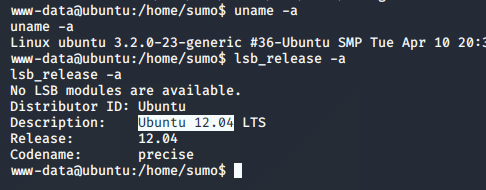 www-data@ubuntu:/home/sumo$ uname -a
uname -a
Linux ubuntu 3.2.0-23-generic #36-Ubuntu SMP Tue Apr 10 20:3
www-data@ubuntu:/home/sumo$ lsb_release -a
lsb_release -a
No LSB modules are available.
Distributor ID: Ubuntu
Description:    Ubuntu 12.04 LTS
Release:        12.04
Codename:       precise
www-data@ubuntu:/home/sumo$